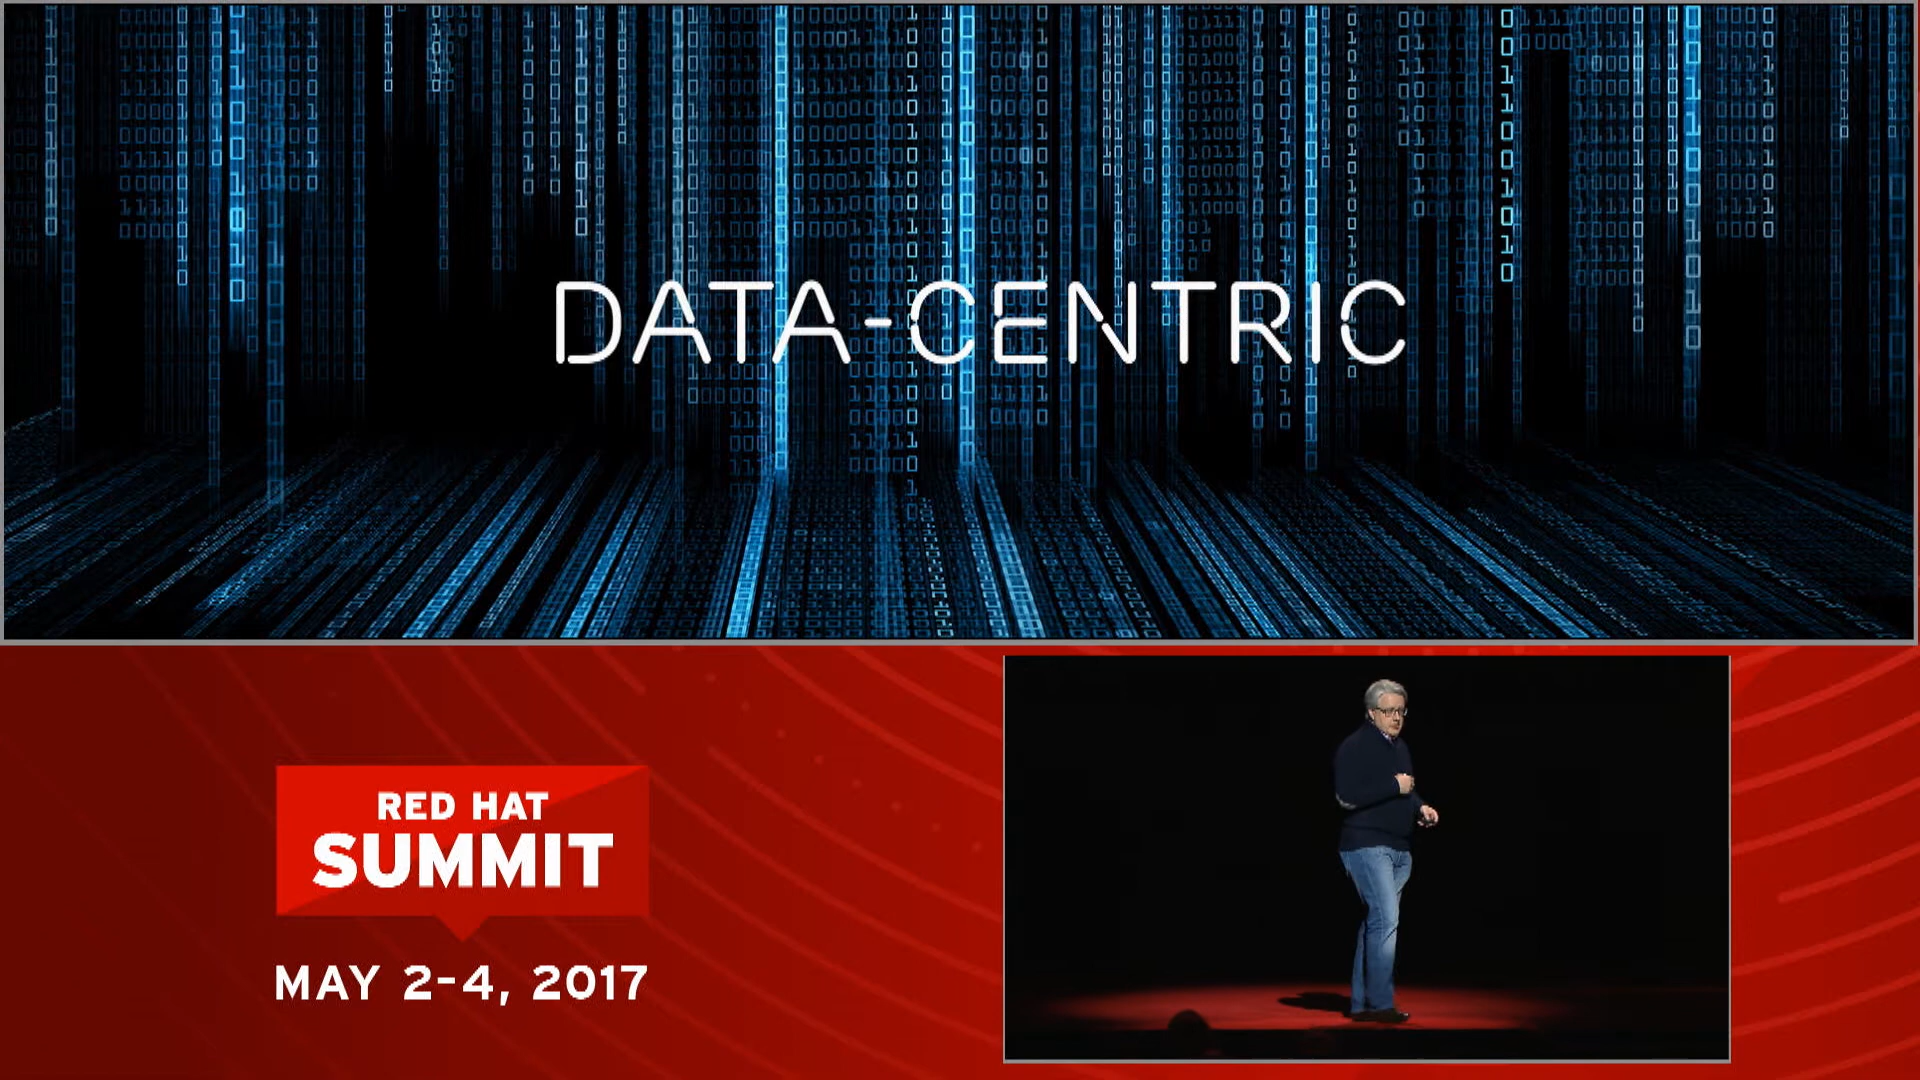 DATA-CENTRIC
RED HAT
SUMMIT
MAY 2-4, 2017